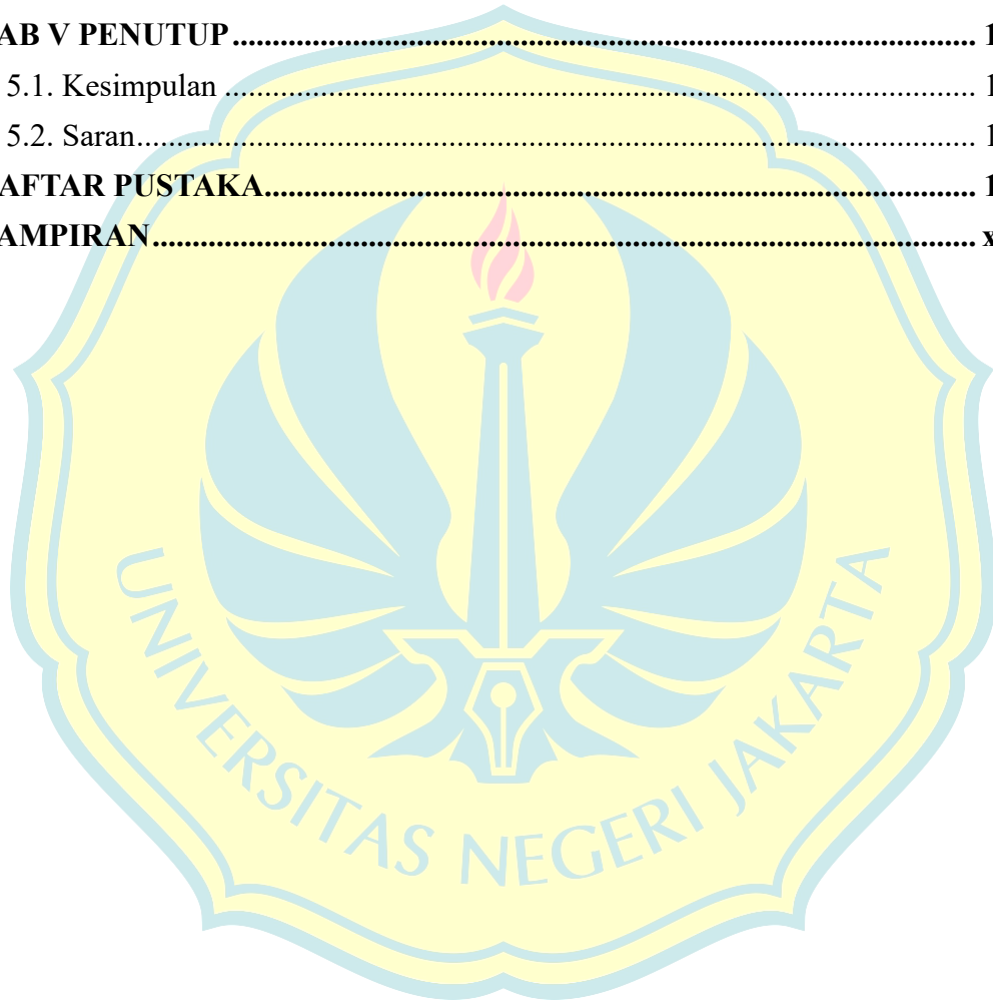 AB V PENUTUP........................................................................................................ 1
5.1. Kesimpulan ........................................................................................................ 1
5.2. Saran........................................................................................................ 1
AFTAR PUSTAKA........................................................................................................ 1
AMPIRAN........................................................................................................ x
UNIVERSITAS NEGERI JAKARTA